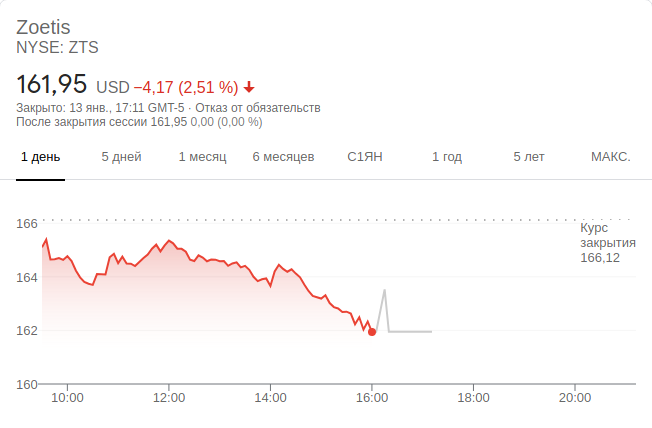 Zoetis
NYSE: ZTS
161,95 USD −4,17 (2,51 %)
Закрыто: 13 янв., 17:11 GMT-5 · Отказ от обязательств
После закрытия сессии 161,95 0,00 (0,00 %)
1 день 5 дней 1 месяц 6 месяцев С1ЯН 1 год 5 лет МАКС.
166
Курс
закрытия
166,12
164
162
160
10:00 12:00 14:00 16:00 18:00 20:00